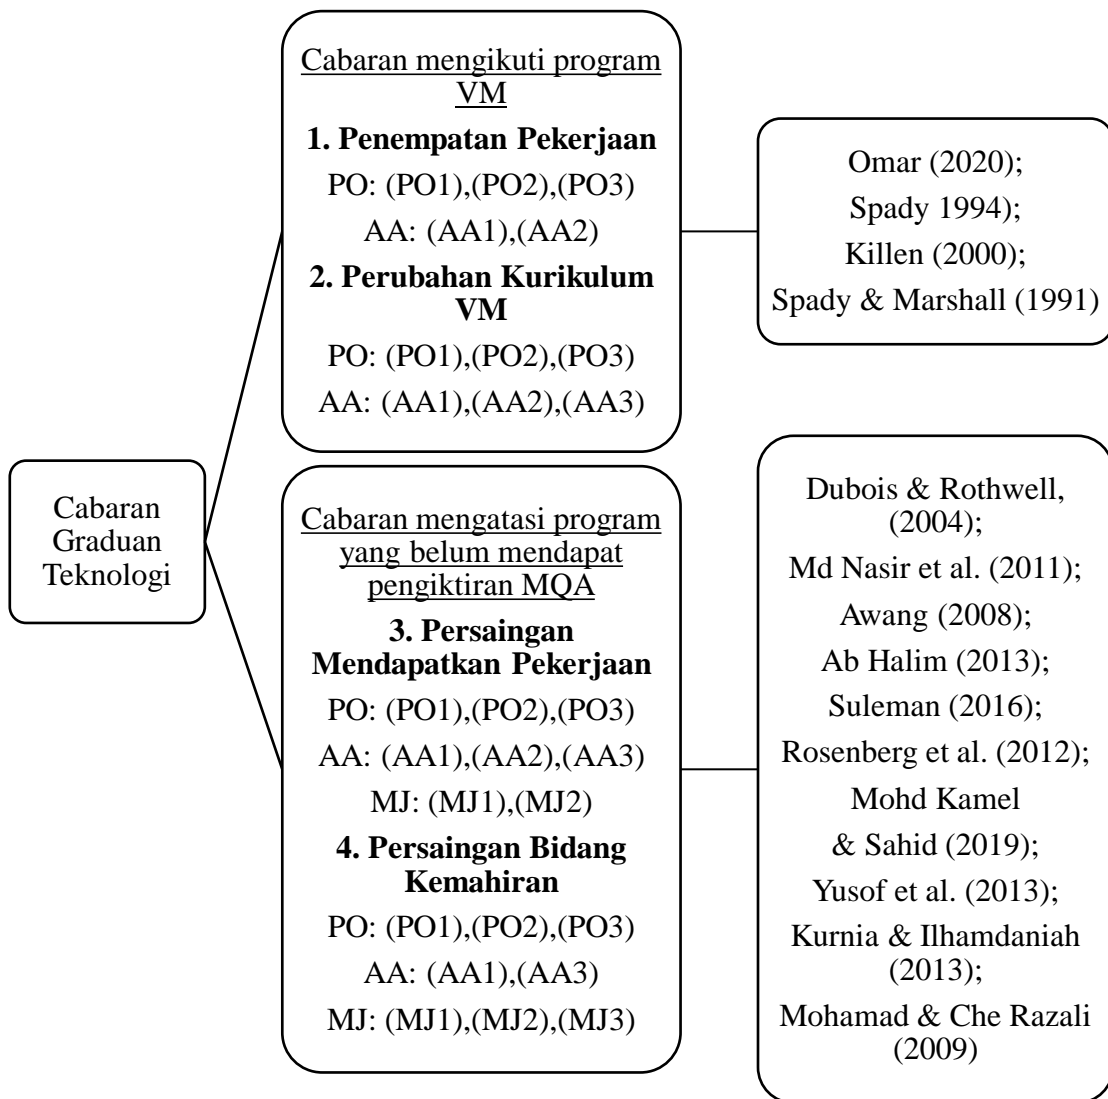 Cabaran
Graduan
Teknologi
Cabaran mengikuti program
VM
1. Penempatan Pekerjaan
PO: (PO1),(PO2),(PO3)
AA: (AA1),(AA2)
2. Perubahan Kurikulum
VM
PO: (PO1),(PO2),(PO3)
AA: (AA1),(AA2),(AA3)
Omar (2020);
Spady 1994);
Killen (2000);
Spady & Marshall (1991)
Cabaran mengatasi program
yang belum mendapat
pengiktiran MQA
3. Persaingan
Mendapatkan Pekerjaan
PO: (PO1),(PO2),(PO3)
AA: (AA1),(AA2),(AA3)
MJ: (MJ1),(MJ2)
4. Persaingan Bidang
Kemahiran
PO: (PO1),(PO2),(PO3)
AA: (AA1),(AA3)
MJ: (MJ1),(MJ2),(MJ3)
Dubois & Rothwell,
(2004);
Md Nasir et al. (2011);
Awang (2008);
Ab Halim (2013);
Suleman (2016);
Rosenberg et al. (2012);
Mohd Kamel
& Sahid (2019);
Yusof et al. (2013);
Kurnia & Ilhamdaniah
(2013);
Mohamad & Che Razali
(2009)